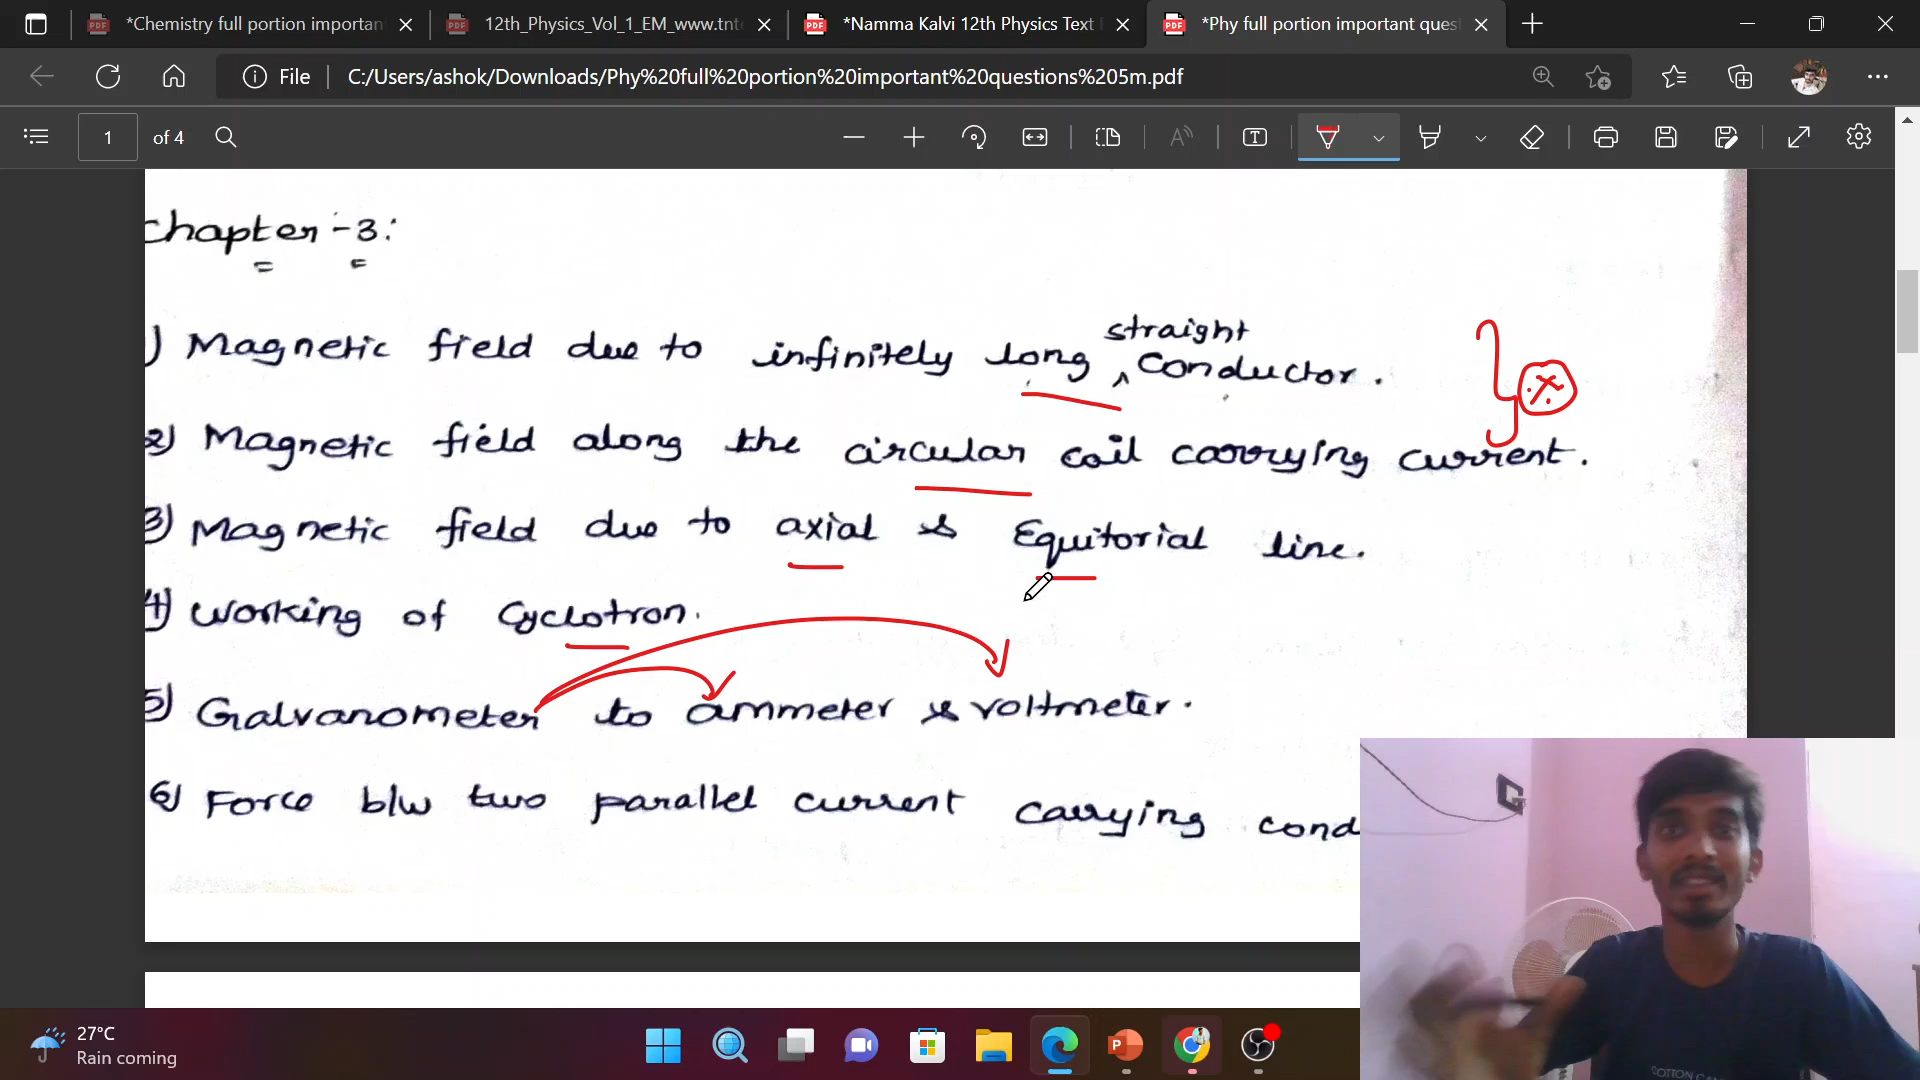 *Chemistry full portion importan
12th_Physics_Vol_1_EM_www.tnt
*Namma Kalvi 12th Physics Text
*Phy full portion important ques
File
C:/Users/ashok/Downloads/Phy%20full%20portion%20important%20questions%205m.pdf
1 of 4
Chapter -3:
1) Magnetic field due to infinitely long straight conductor.
2) Magnetic field along the circular coil carrying current.
3) Magnetic field due to axial & Equitorial line.
4) Working of Cyclotron.
5) Galvanometer to ammeter & voltmeter.
6) Force b/w two parallel current carrying cond
27°C
Rain coming